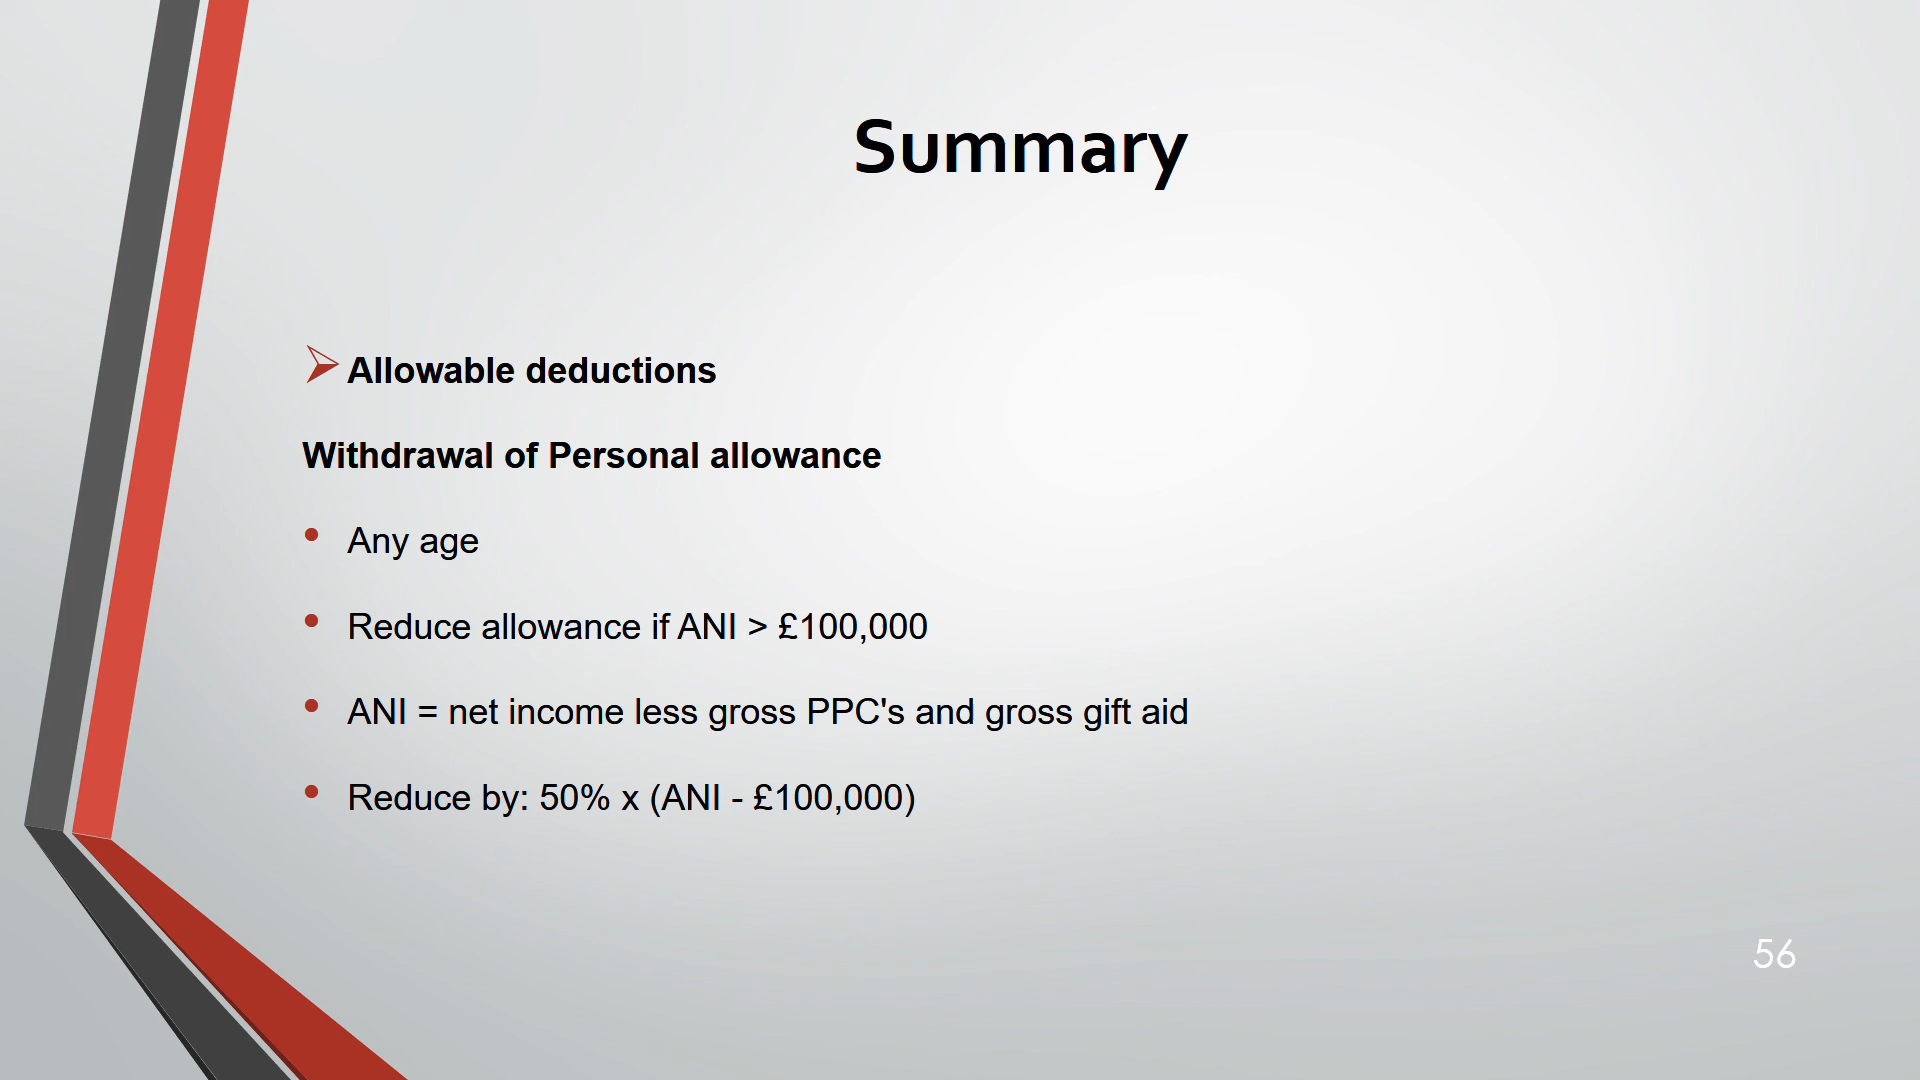 Summary
Allowable deductions
Withdrawal of Personal allowance
• Any age
• Reduce allowance if ANI > £100,000
• ANI = net income less gross PPC's and gross gift aid
• Reduce by: 50% x (ANI - £100,000)
56